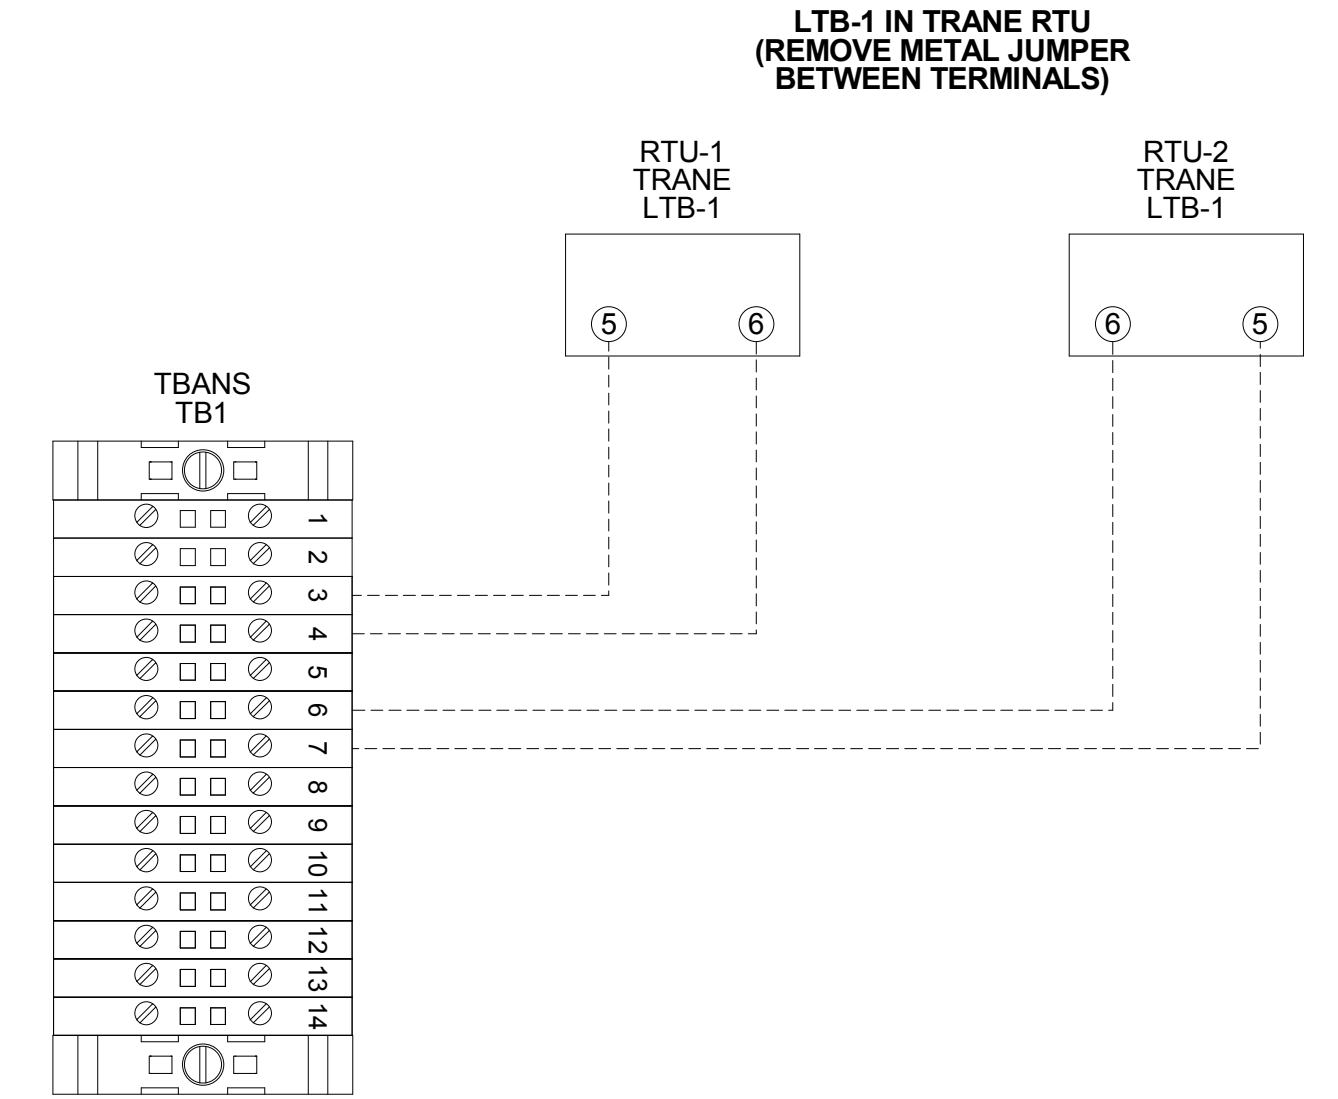 LTB-1 IN TRANE RTU
(REMOVE METAL JUMPER
BETWEEN TERMINALS)
RTU-1
TRANE
LTB-1
5
6
RTU-2
TRANE
LTB-1
6
5
TBANS
TB1
1
2
3
4
5
6
7
8
9
10
11
12
13
14